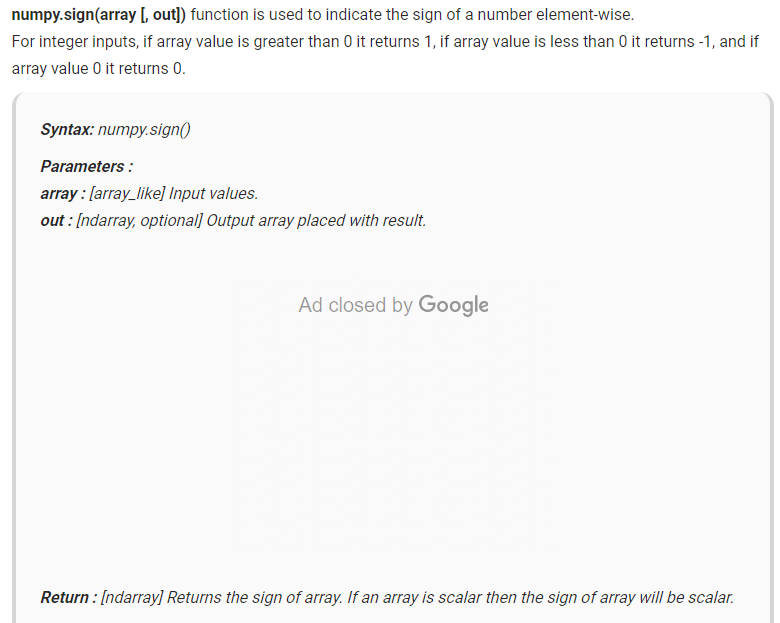 numpy.sign(array [, out]) function is used to indicate the sign of a number element-wise.
For integer inputs, if array value is greater than 0 it returns 1, if array value is less than 0 it returns -1, and if
array value 0 it returns 0.
Syntax: numpy.sign()
Parameters :
array : [array_like] Input values.
out : [ndarray, optional] Output array placed with result.
Ad closed by Google
Return : [ndarray] Returns the sign of array. If an array is scalar then the sign of array will be scalar.